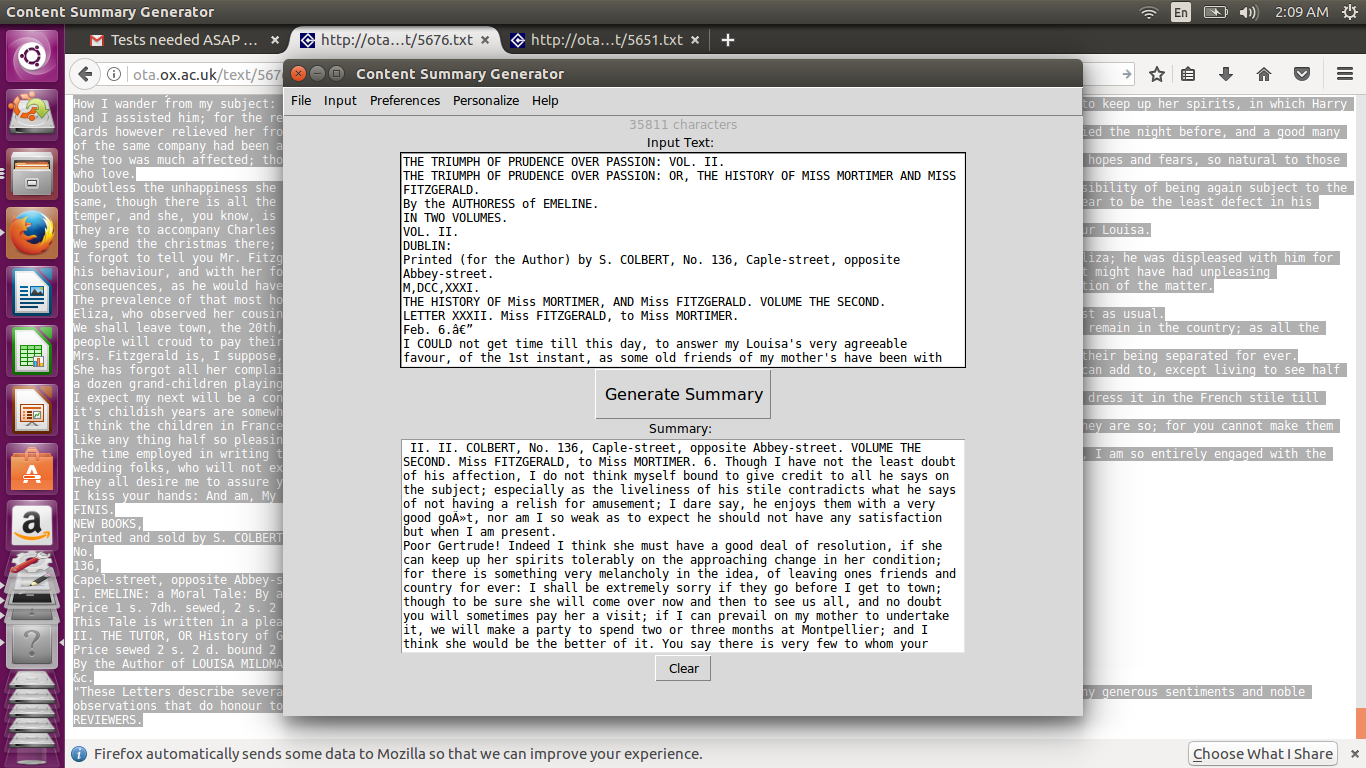 Content Summary Generator
En
2:09 AM
Tests needed ASAP ...
http://ota...t/5676.txt
http://ota...t/5651.txt
ota.ox.ac.uk/text/567
Content Summary Generator
File Input Preferences Personalize Help
35811 characters
Input Text:
THE TRIUMPH OF PRUDENCE OVER PASSION: VOL. II.
THE TRIUMPH OF PRUDENCE OVER PASSION: OR, THE HISTORY OF MISS MORTIMER AND MISS
FITZGERALD.
By the AUTHORESS of EMELINE.
IN TWO VOLUMES.
VOL. II.
DUBLIN:
Printed (for the Author) by S. COLBERT, No. 136, Caple-street, opposite
Abbey-street.
M,DCC,XXXI.
THE HISTORY OF Miss MORTIMER, AND Miss FITZGERALD. VOLUME THE SECOND.
LETTER XXXII. Miss FITZGERALD, to Miss MORTIMER.
Feb. 6.â€”
I COULD not get time till this day, to answer my Louisa's very agreeable
favour, of the 1st instant, as some old friends of my mother's have been with
Generate Summary
Summary:
II. II. COLBERT, No. 136, Caple-street, opposite Abbey-street. VOLUME THE
SECOND. Miss FITZGERALD, to Miss MORTIMER. 6. Though I have not the least doubt
of his affection, I do not think myself bound to give credit to all he says on
the subject; especially as the liveliness of his stile contradicts what he says
of not having a relish for amusement; I dare say, he enjoys them with a very
good goÃ»t, nor am I so weak as to expect he should not have any satisfaction
but when I am present.
Poor Gertrude! Indeed I think she must have a good deal of resolution, if she
can keep up her spirits tolerably on the approaching change in her condition;
for there is something very melancholy in the idea, of leaving ones friends and
country for ever: I shall be extremely sorry if they go before I get to town;
though to be sure she will come over now and then to see us all, and no doubt
you will sometimes pay her a visit; if I can prevail on my mother to undertake
it, we will make a party to spend two or three months at Montpellier; and I
think she would be the better of it. You say there is very few to whom your
Clear
How I wander from my subject: to keep up her spirits, in which Harry
and I assisted him; for the re
Cards however relieved her fro ied the night before, and a good many
of the same company had been a
She too was much affected; tho hopes and fears, so natural to those
who love.
Doubtless the unhappiness she sibility of being again subject to the
same, though there is all the ear to be the least defect in his
temper, and she, you know, is
They are to accompany Charles ur Louisa.
We spend the christmas there;
I forgot to tell you Mr. Fitzg liza; he was displeased with him for
his behaviour, and with her fo t might have had unpleasing
consequences, as he would have tion of the matter.
The prevalence of that most ho
Eliza, who observed her cousin st as usual.
We shall leave town, the 20th, remain in the country; as all the
people will croud to pay their
Mrs. Fitzgerald is, I suppose, their being separated for ever.
She has forgot all her complai can add to, except living to see half
a dozen grand-children playing
I expect my next will be a con dress it in the French stile till
it's childish years are somewh
I think the children in France hey are so; for you cannot make them
like any thing half so pleasin
The time employed in writing t , I am so entirely engaged with the
wedding folks, who will not ex
They all desire me to assure y
I kiss your hands: And am, My
FINIS.
NEW BOOKS,
Printed and sold by S. COLBERT
No.
136,
Capel-street, opposite Abbey-s
I. EMELINE: a Moral Tale: By a
Price 1 s. 7dh. sewed, 2 s. 2
This Tale is written in a plea
II. THE TUTOR, OR History of G
Price sewed 2 s. 2 d. bound 2
By the Author of LOUISA MILDMA
&c.
"These Letters describe severa ny generous sentiments and noble
observations that do honour to
REVIEWERS.
Firefox automatically sends some data to Mozilla so that we can improve your experience.
Choose What I Share